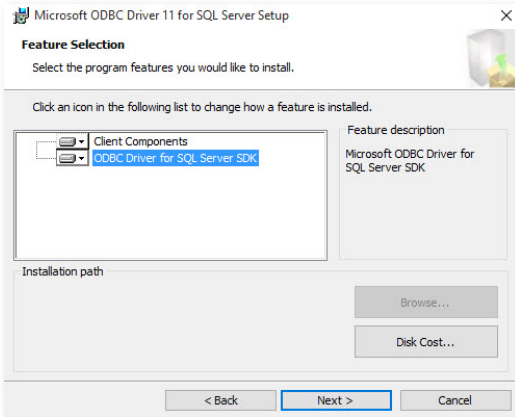 Microsoft ODBC Driver 11 for SQL Server Setup
Feature Selection
Select the program features you would like to install.
Click an icon in the following list to change how a feature is installed.
Client Components
ODBC Driver for SQL Server SDK
Feature description
Microsoft ODBC Driver for
SQL Server SDK
Installation path
Browse...
Disk Cost...
< Back
Next >
Cancel